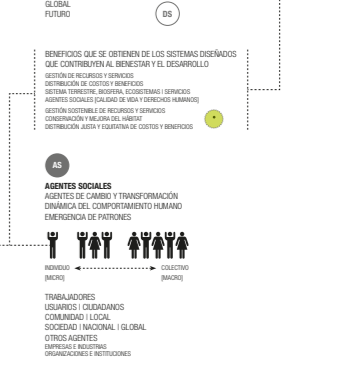 GLOBAL
FUTURO
DS
BENEFICIOS QUE SE OBTIENEN DE LOS SISTEMAS DISEÑADOS
QUE CONTRIBUYEN AL BIENESTAR Y EL DESARROLLO
GESTIÓN DE RECURSOS Y SERVICIOS
DISTRIBUCIÓN DE COSTOS Y BENEFICIOS
SISTEMA TERRESTRE, BIOSFERA, ECOSISTEMAS I SERVICIOS
AGENTES SOCIALES [CALIDAD DE VIDA Y DERECHOS HUMANOS]
GESTIÓN SOSTENIBLE DE RECURSOS Y SERVICIOS
CONSERVACIÓN Y MEJORA DEL HÁBITAT
DISTRIBUCIÓN JUSTA Y EQUITATIVA DE COSTOS Y BENEFICIOS
*
AS
AGENTES SOCIALES
AGENTES DE CAMBIO Y TRANSFORMACIÓN
DINÁMICA DEL COMPORTAMIENTO HUMANO
EMERGENCIA DE PATRONES
INDIVIDUO COLECTIVO
[MICRO] [MACRO]
TRABAJADORES
USUARIOS I CIUDADANOS
COMUNIDAD I LOCAL
SOCIEDAD I NACIONAL I GLOBAL
OTROS AGENTES
EMPRESAS E INDUSTRIAS
ORGANIZACIONES E INSTITUCIONES